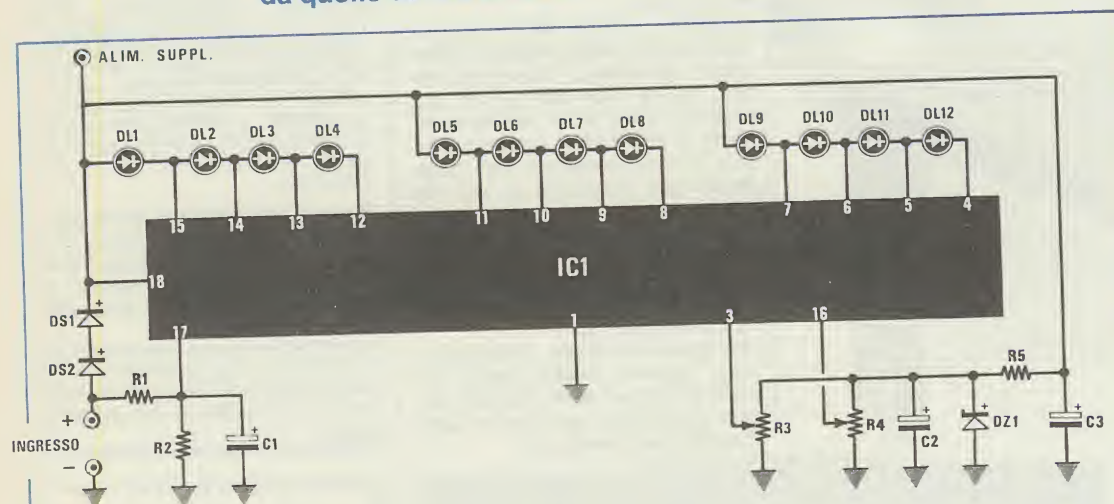 ALIM. SUPPL.
DL1 DL2 DL3 DL4
DL5 DL6 DL7 DL8
DL9 DL10 DL11 DL12
15 14 13 12
11 10 9 8
7 6 5 4
IC1
18
17
1
3
16
DS1
DS2
R1
R2
C1
+
INGRESSO
−
R3
R4
C2
+
DZ1
R5
C3
+